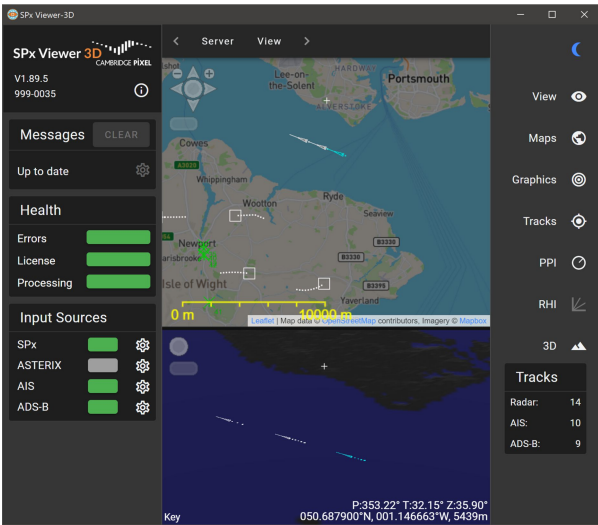 SPx Viewer-3D
SPx Viewer 3D
CAMBRIDGE PIXEL
V1.89.5
999-0035
Messages CLEAR
Up to date
Health
Errors
License
Processing
Input Sources
SPx
ASTERIX
AIS
ADS-B
< Server View >
HARDWAY
Portsmouth
Lee-on-
the-Solent
ALVERSTOKE
Cowes
A3020
Whippingham
Wootton
Ryde
Seaview
B3330
Newport
B3330
Isle of Wight
B3395
Yaverland
0 m 10000 m
Leaflet | Map data © OpenStreetMap contributors, Imagery © Mapbox
Key
P:353.22° T:32.15° Z:35.90°
050.687900°N, 001.146663°W, 5439m
View
Maps
Graphics
Tracks
PPI
RHI
3D
Tracks
Radar: 14
AIS: 10
ADS-B: 9